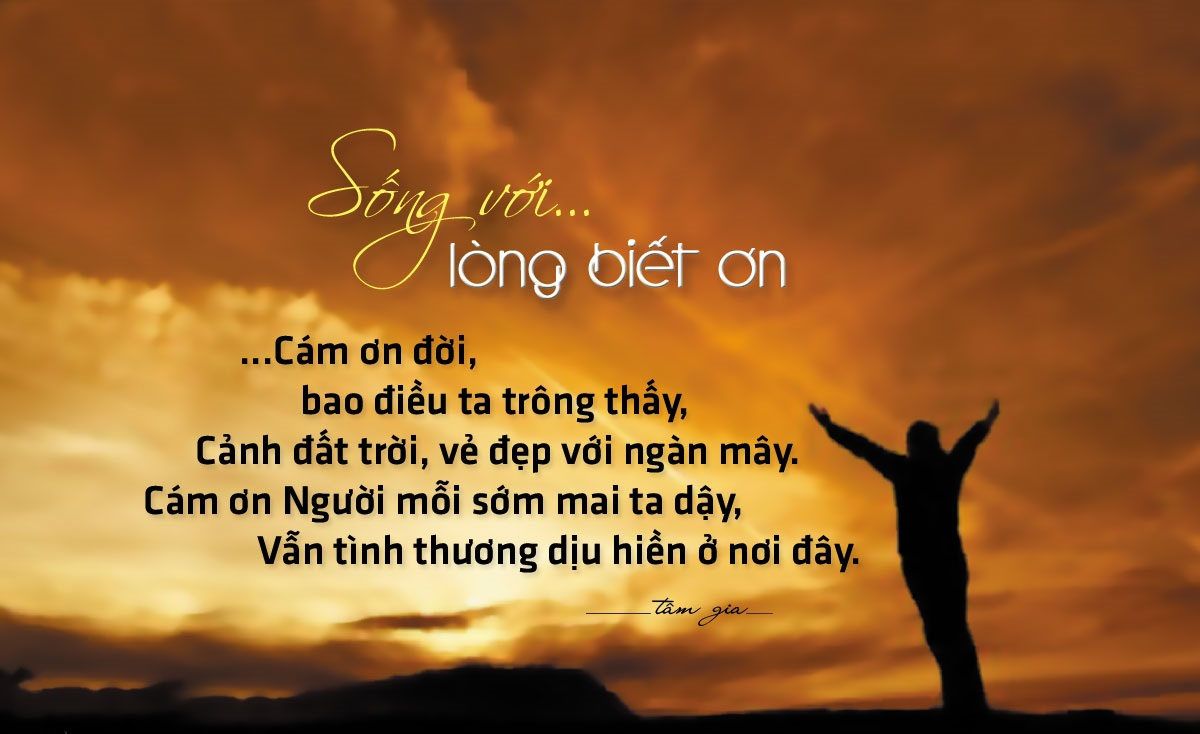 Sống với...
lòng biết ơn
...Cám ơn đời,
bao điều ta trông thấy,
Cảnh đất trời, vẻ đẹp với ngàn mây.
Cám ơn Người mỗi sớm mai ta dậy,
Vẫn tình thương dịu hiền ở nơi đây.
tâm gia